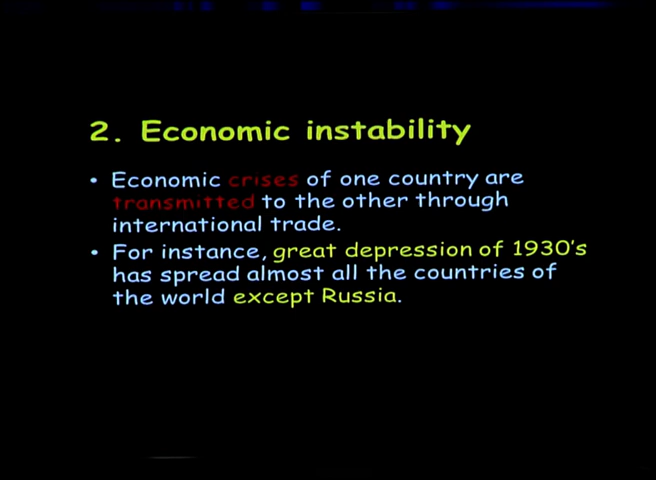 2. Economic instability
• Economic crises of one country are
transmitted to the other through
international trade.
• For instance, great depression of 1930's
has spread almost all the countries of
the world except Russia.